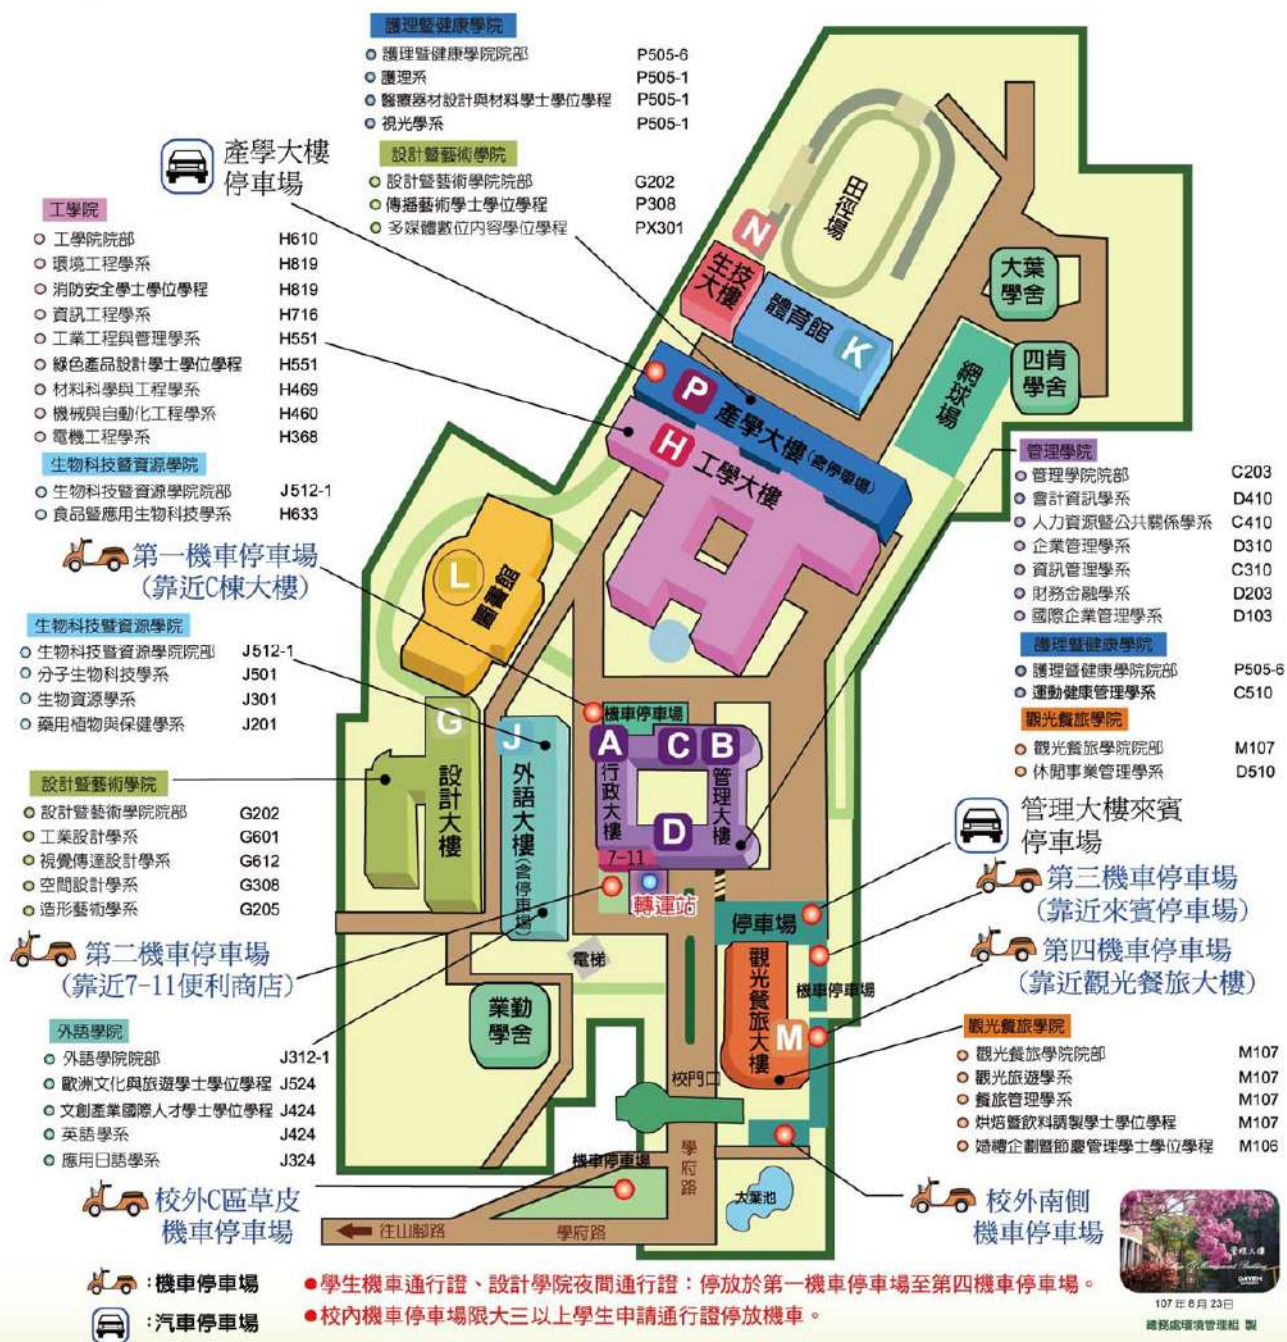 護理暨健康學院
護理暨健康學院院部 P505-6
護理系 P505-1
醫療器材設計與材料學士學位學程 P505-1
視光學系 P505-1
設計暨藝術學院
設計暨藝術學院院部 G202
傳播藝術學士學位學程 P308
多媒體數位內容學位學程 PX301
產學大樓
停車場
工學院
工學院院部 H610
環境工程學系 H819
消防安全學士學位學程 H819
資訊工程學系 H716
工業工程與管理學系 H551
綠色產品設計學士學位學程 H551
材料科學與工程學系 H469
機械與自動化工程學系 H460
電機工程學系 H368
生物科技暨資源學院
生物科技暨資源學院院部 J512-1
食品暨應用生物科技學系 H633
第一機車停車場
(靠近C棟大樓)
生物科技暨資源學院
生物科技暨資源學院院部 J512-1
分子生物科技學系 J501
生物資源學系 J301
藥用植物與保健學系 J201
設計暨藝術學院
設計暨藝術學院院部 G202
工業設計學系 G601
視覺傳達設計學系 G612
空間設計學系 G308
造形藝術學系 G205
第二機車停車場
(靠近7-11便利商店)
外語學院
外語學院院部 J312-1
歐洲文化與旅遊學士學位學程 J524
文創產業國際人才學士學位學程 J424
英語學系 J424
應用日語學系 J324
校外C區草皮
機車停車場
田徑場
N
生技
大樓
體育館
K
大葉
學舍
四肯
學舍
網球場
P
產學大樓(含停車場)
H
工學大樓
L
圖書館
G
設計大樓
J
外語大樓(含停車場)
機車停車場
A
C
B
行政大樓
管理大樓
D
7-11
轉運站
停車場
電梯
業勤
學舍
觀光餐旅大樓
M
機車停車場
校門口
機車停車場
學府路
大葉池
往山腳路
學府路
管理學院
管理學院院部 C203
會計資訊學系 D410
人力資源暨公共關係學系 C410
企業管理學系 D310
資訊管理學系 C310
財務金融學系 D203
國際企業管理學系 D103
護理暨健康學院
護理暨健康學院院部 P505-6
運動健康管理學系 C510
觀光餐旅學院
觀光餐旅學院院部 M107
休閒事業管理學系 D510
管理大樓來賓
停車場
第三機車停車場
(靠近來賓停車場)
第四機車停車場
(靠近觀光餐旅大樓)
觀光餐旅學院
觀光餐旅學院院部 M107
觀光旅遊學系 M107
餐旅管理學系 M107
烘焙暨飲料調製學士學位學程 M107
婚禮企劃暨節慶管理學士學位學程 M106
校外南側
機車停車場
:機車停車場
:汽車停車場
●學生機車通行證、設計學院夜間通行證：停放於第一機車停車場至第四機車停車場。
●校內機車停車場限大三以上學生申請通行證停放機車。
管理大樓
DAYEH
107年8月23日
總務處環境管理組 製